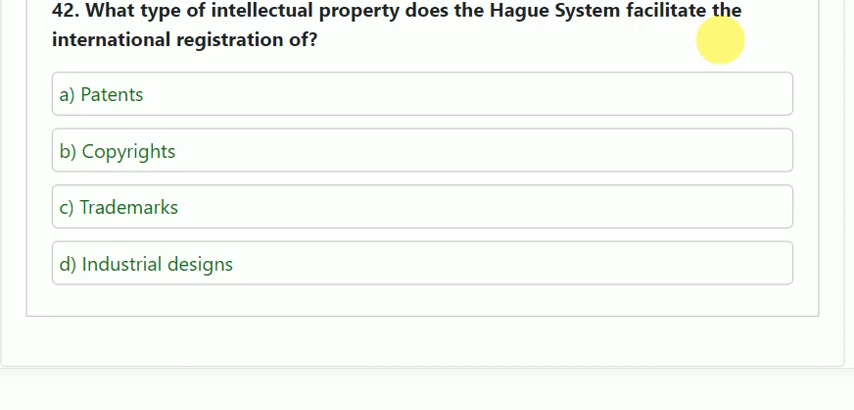 42. What type of intellectual property does the Hague System facilitate the
international registration of?
a) Patents
b) Copyrights
c) Trademarks
d) Industrial designs